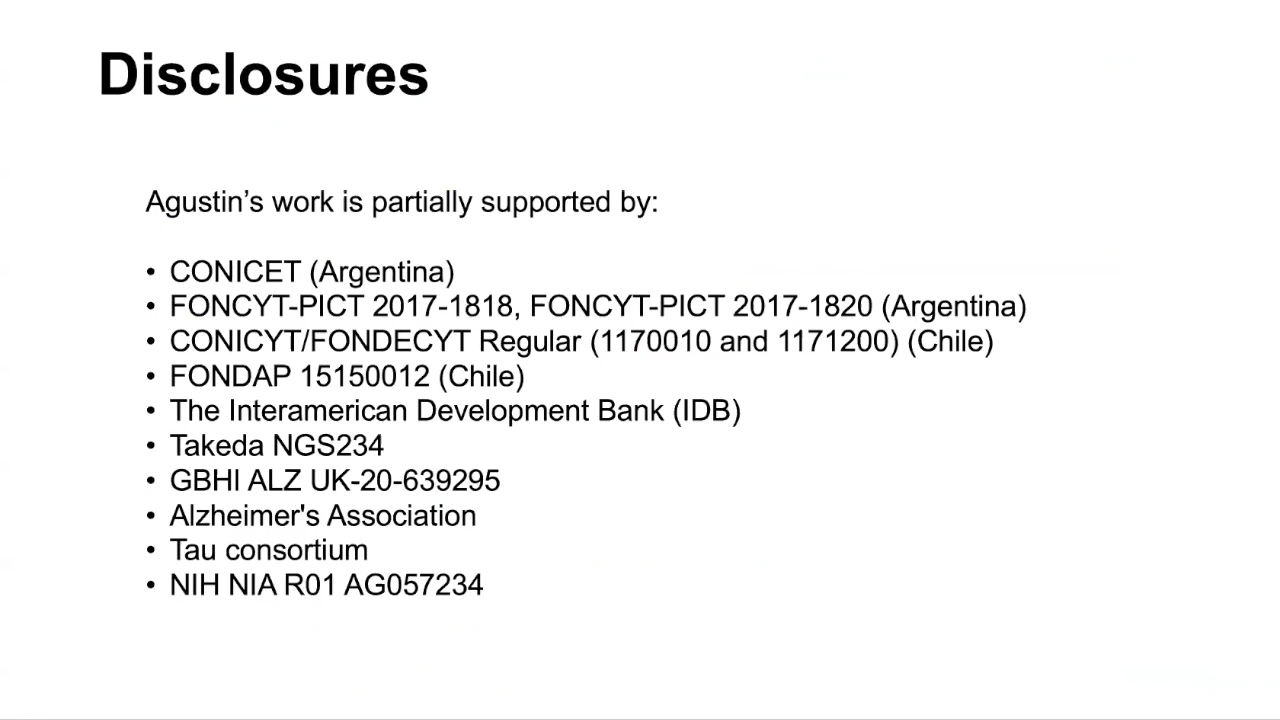 Disclosures
Agustin’s work is partially supported by:
• CONICET (Argentina)
• FONCYT-PICT 2017-1818, FONCYT-PICT 2017-1820 (Argentina)
• CONICYT/FONDECYT Regular (1170010 and 1171200) (Chile)
• FONDAP 15150012 (Chile)
• The Interamerican Development Bank (IDB)
• Takeda NGS234
• GBHI ALZ UK-20-639295
• Alzheimer's Association
• Tau consortium
• NIH NIA R01 AG057234